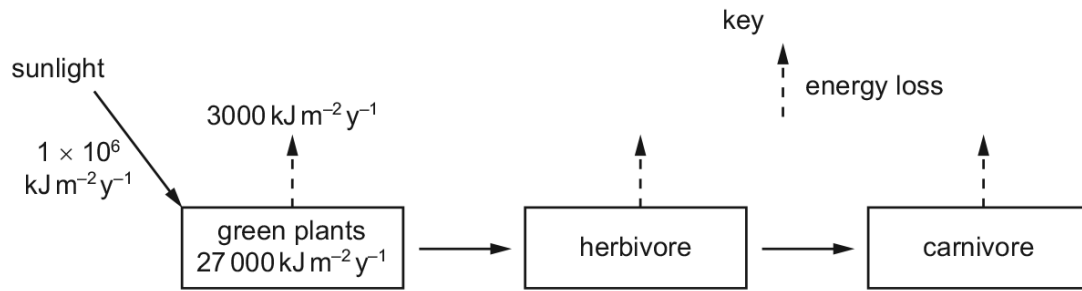 key
sunlight
energy loss
3000 kJ m⁻² y⁻¹
1 × 10⁶
kJ m⁻² y⁻¹
green plants
27 000 kJ m⁻² y⁻¹
herbivore
carnivore